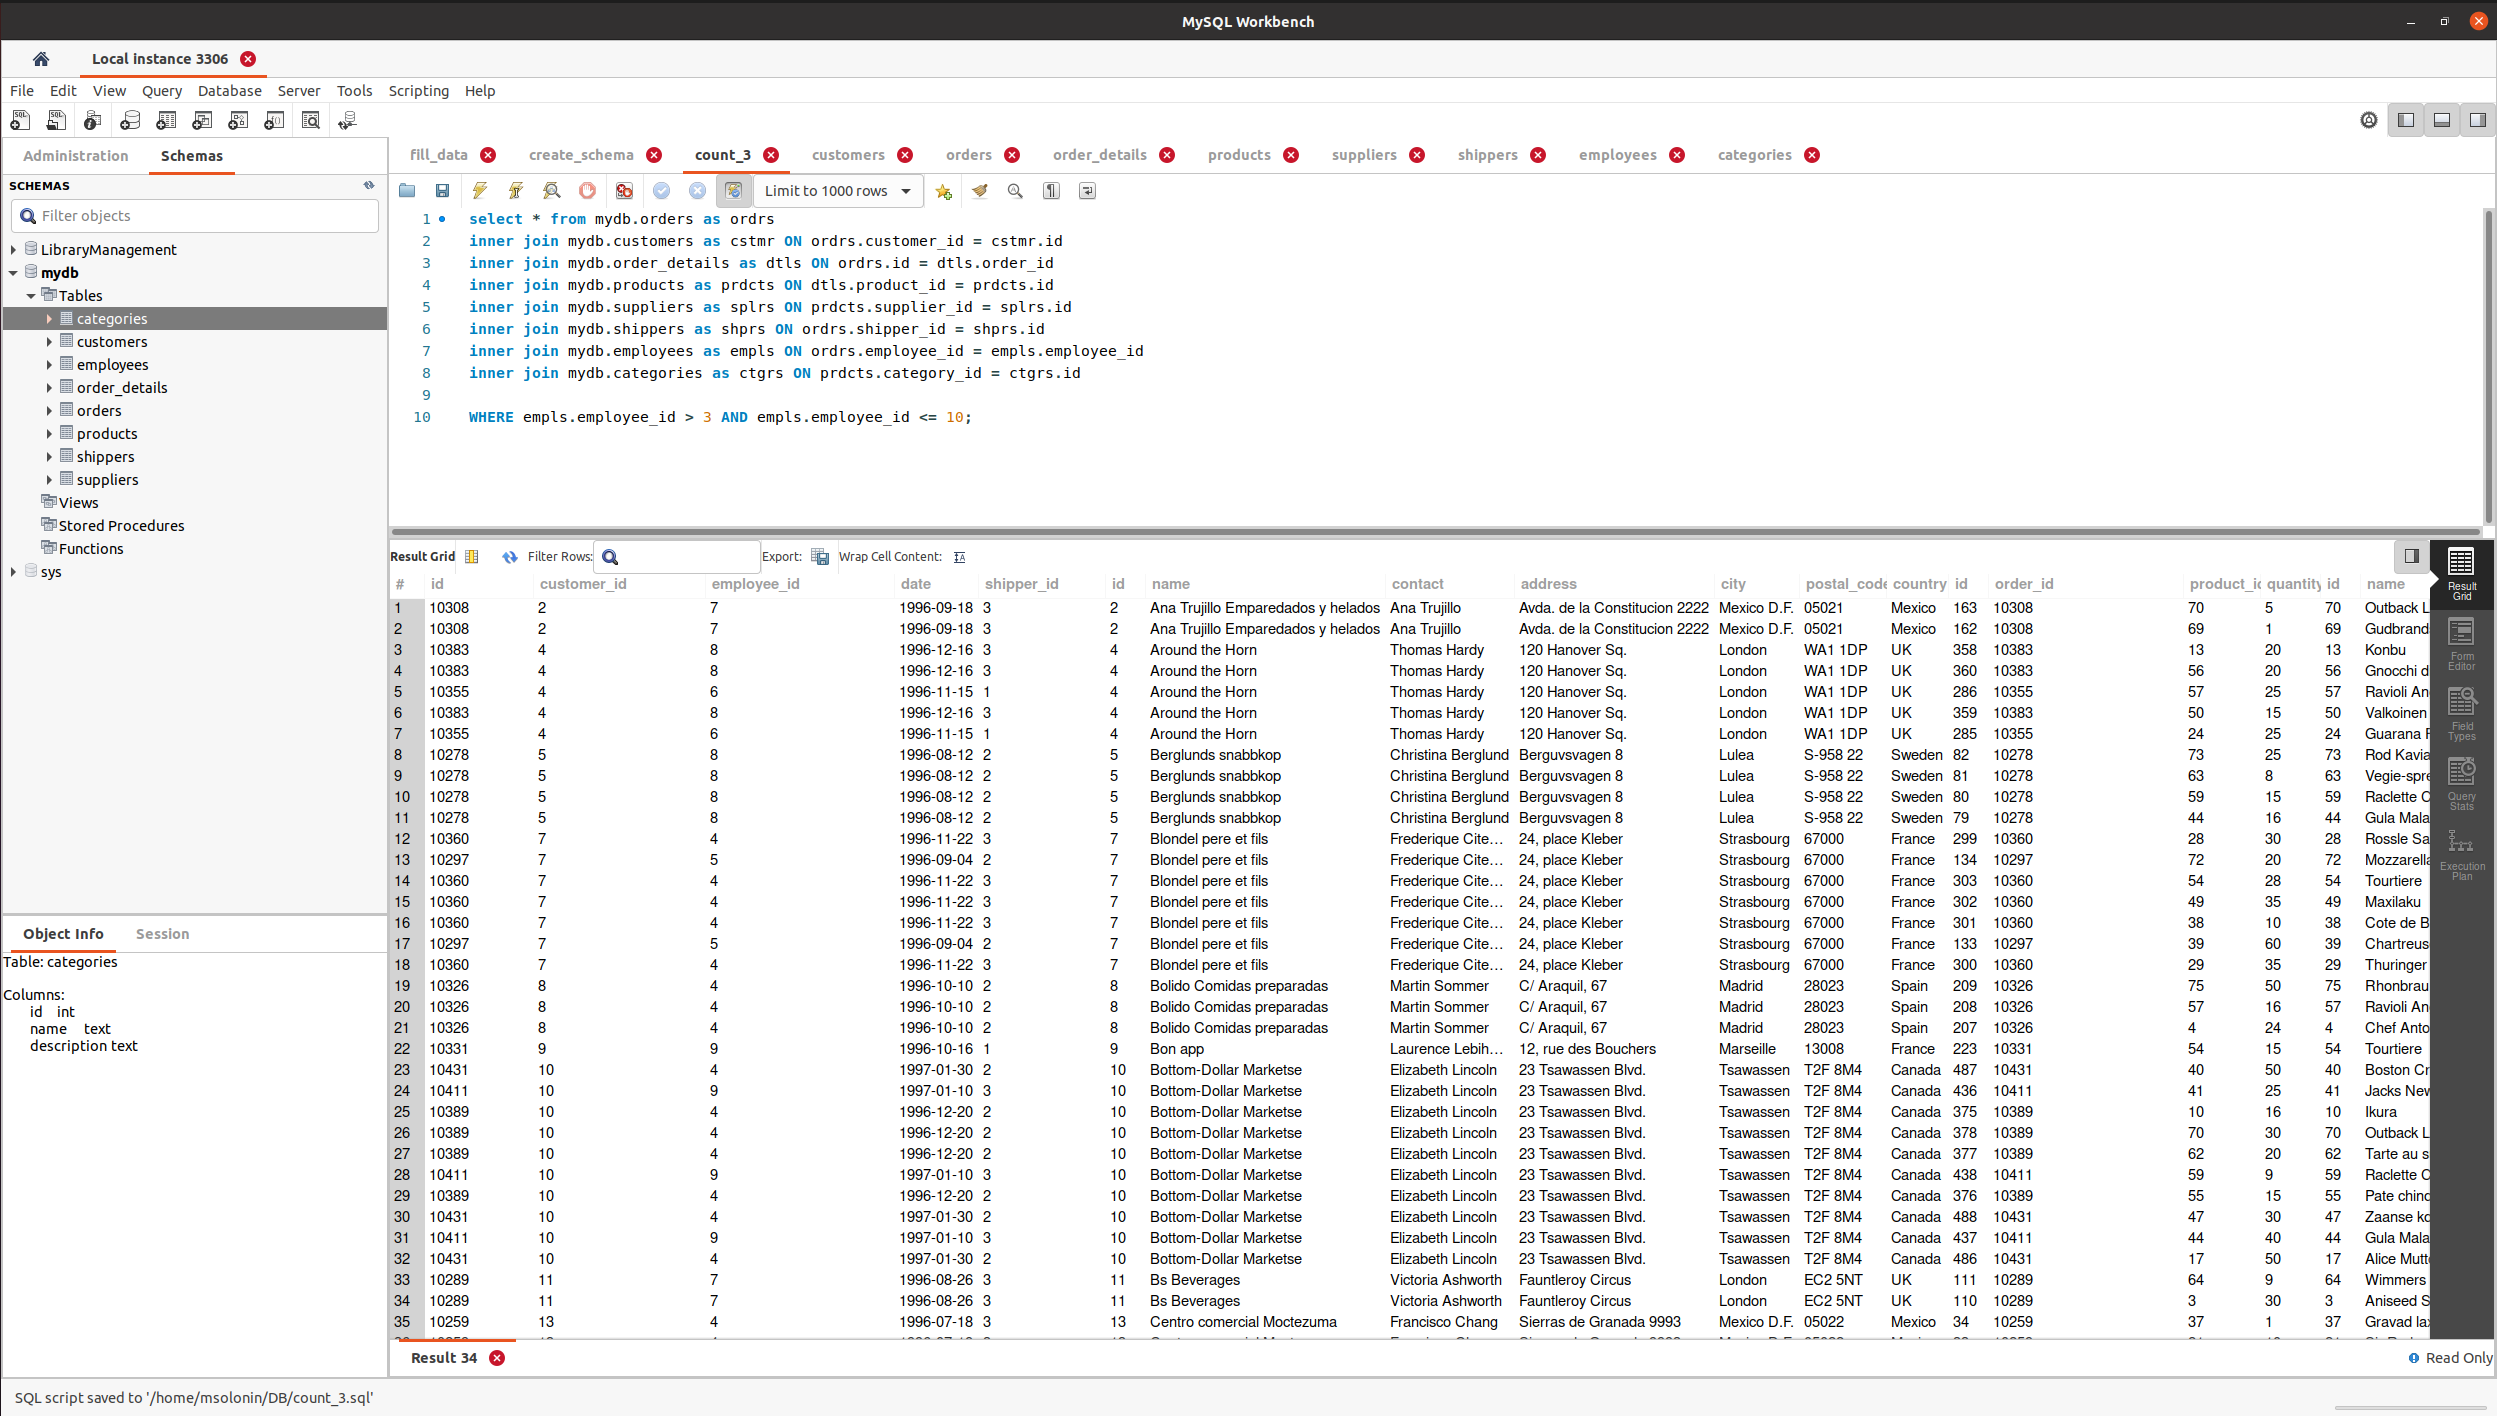 MySQL Workbench
Local instance 3306
File Edit View Query Database Server Tools Scripting Help
Administration Schemas
SCHEMAS
Filter objects
LibraryManagement
mydb
Tables
categories
customers
employees
order_details
orders
products
shippers
suppliers
Views
Stored Procedures
Functions
sys
Object Info Session
Table: categories
Columns:
id int
name text
description text
fill_data create_schema count_3 customers orders order_details products suppliers shippers employees categories
Limit to 1000 rows
1 select * from mydb.orders as ordrs
2 inner join mydb.customers as cstmr ON ordrs.customer_id = cstmr.id
3 inner join mydb.order_details as dtls ON ordrs.id = dtls.order_id
4 inner join mydb.products as prdcts ON dtls.product_id = prdcts.id
5 inner join mydb.suppliers as splrs ON prdcts.supplier_id = splrs.id
6 inner join mydb.shippers as shprs ON ordrs.shipper_id = shprs.id
7 inner join mydb.employees as empls ON ordrs.employee_id = empls.employee_id
8 inner join mydb.categories as ctgrs ON prdcts.category_id = ctgrs.id
9
10 WHERE empls.employee_id > 3 AND empls.employee_id <= 10;
Result Grid Filter Rows: Export: Wrap Cell Content:
# id customer_id employee_id date shipper_id id name contact address city postal_code country id order_id product_id quantity id name
1 10308 2 7 1996-09-18 3 2 Ana Trujillo Emparedados y helados Ana Trujillo Avda. de la Constitucion 2222 Mexico D.F. 05021 Mexico 163 10308 70 5 70 Outback L
2 10308 2 7 1996-09-18 3 2 Ana Trujillo Emparedados y helados Ana Trujillo Avda. de la Constitucion 2222 Mexico D.F. 05021 Mexico 162 10308 69 1 69 Gudbrand
3 10383 4 8 1996-12-16 3 4 Around the Horn Thomas Hardy 120 Hanover Sq. London WA1 1DP UK 358 10383 13 20 13 Konbu
4 10383 4 8 1996-12-16 3 4 Around the Horn Thomas Hardy 120 Hanover Sq. London WA1 1DP UK 360 10383 56 20 56 Gnocchi d
5 10355 4 6 1996-11-15 1 4 Around the Horn Thomas Hardy 120 Hanover Sq. London WA1 1DP UK 286 10355 57 25 57 Ravioli An
6 10383 4 8 1996-12-16 3 4 Around the Horn Thomas Hardy 120 Hanover Sq. London WA1 1DP UK 359 10383 50 15 50 Valkoinen
7 10355 4 6 1996-11-15 1 4 Around the Horn Thomas Hardy 120 Hanover Sq. London WA1 1DP UK 285 10355 24 25 24 Guarana F
8 10278 5 8 1996-08-12 2 5 Berglunds snabbkop Christina Berglund Berguvsvagen 8 Lulea S-958 22 Sweden 82 10278 73 25 73 Rod Kavia
9 10278 5 8 1996-08-12 2 5 Berglunds snabbkop Christina Berglund Berguvsvagen 8 Lulea S-958 22 Sweden 81 10278 63 8 63 Vegie-spre
10 10278 5 8 1996-08-12 2 5 Berglunds snabbkop Christina Berglund Berguvsvagen 8 Lulea S-958 22 Sweden 80 10278 59 15 59 Raclette C
11 10278 5 8 1996-08-12 2 5 Berglunds snabbkop Christina Berglund Berguvsvagen 8 Lulea S-958 22 Sweden 79 10278 44 16 44 Gula Mala
12 10360 7 4 1996-11-22 3 7 Blondel pere et fils Frederique Cite... 24, place Kleber Strasbourg 67000 France 299 10360 28 30 28 Rossle Sa
13 10297 7 5 1996-09-04 2 7 Blondel pere et fils Frederique Cite... 24, place Kleber Strasbourg 67000 France 134 10297 72 20 72 Mozzarella
14 10360 7 4 1996-11-22 3 7 Blondel pere et fils Frederique Cite... 24, place Kleber Strasbourg 67000 France 303 10360 54 28 54 Tourtiere
15 10360 7 4 1996-11-22 3 7 Blondel pere et fils Frederique Cite... 24, place Kleber Strasbourg 67000 France 302 10360 49 35 49 Maxilaku
16 10360 7 4 1996-11-22 3 7 Blondel pere et fils Frederique Cite... 24, place Kleber Strasbourg 67000 France 301 10360 38 10 38 Cote de B
17 10297 7 5 1996-09-04 2 7 Blondel pere et fils Frederique Cite... 24, place Kleber Strasbourg 67000 France 133 10297 39 60 39 Chartreus
18 10360 7 4 1996-11-22 3 7 Blondel pere et fils Frederique Cite... 24, place Kleber Strasbourg 67000 France 300 10360 29 35 29 Thuringer
19 10326 8 4 1996-10-10 2 8 Bolido Comidas preparadas Martin Sommer C/ Araquil, 67 Madrid 28023 Spain 209 10326 75 50 75 Rhonbrau
20 10326 8 4 1996-10-10 2 8 Bolido Comidas preparadas Martin Sommer C/ Araquil, 67 Madrid 28023 Spain 208 10326 57 16 57 Ravioli An
21 10326 8 4 1996-10-10 2 8 Bolido Comidas preparadas Martin Sommer C/ Araquil, 67 Madrid 28023 Spain 207 10326 4 24 4 Chef Anto
22 10331 9 9 1996-10-16 1 9 Bon app Laurence Lebih... 12, rue des Bouchers Marseille 13008 France 223 10331 54 15 54 Tourtiere
23 10431 10 4 1997-01-30 2 10 Bottom-Dollar Marketse Elizabeth Lincoln 23 Tsawassen Blvd. Tsawassen T2F 8M4 Canada 487 10431 40 50 40 Boston Cr
24 10411 10 9 1997-01-10 3 10 Bottom-Dollar Marketse Elizabeth Lincoln 23 Tsawassen Blvd. Tsawassen T2F 8M4 Canada 436 10411 41 25 41 Jacks New
25 10389 10 4 1996-12-20 2 10 Bottom-Dollar Marketse Elizabeth Lincoln 23 Tsawassen Blvd. Tsawassen T2F 8M4 Canada 375 10389 10 16 10 Ikura
26 10389 10 4 1996-12-20 2 10 Bottom-Dollar Marketse Elizabeth Lincoln 23 Tsawassen Blvd. Tsawassen T2F 8M4 Canada 378 10389 70 30 70 Outback L
27 10389 10 4 1996-12-20 2 10 Bottom-Dollar Marketse Elizabeth Lincoln 23 Tsawassen Blvd. Tsawassen T2F 8M4 Canada 377 10389 62 20 62 Tarte au s
28 10411 10 9 1997-01-10 3 10 Bottom-Dollar Marketse Elizabeth Lincoln 23 Tsawassen Blvd. Tsawassen T2F 8M4 Canada 438 10411 59 9 59 Raclette C
29 10389 10 4 1996-12-20 2 10 Bottom-Dollar Marketse Elizabeth Lincoln 23 Tsawassen Blvd. Tsawassen T2F 8M4 Canada 376 10389 55 15 55 Pate chinc
30 10431 10 4 1997-01-30 2 10 Bottom-Dollar Marketse Elizabeth Lincoln 23 Tsawassen Blvd. Tsawassen T2F 8M4 Canada 488 10431 47 30 47 Zaanse ko
31 10411 10 9 1997-01-10 3 10 Bottom-Dollar Marketse Elizabeth Lincoln 23 Tsawassen Blvd. Tsawassen T2F 8M4 Canada 437 10411 44 40 44 Gula Mala
32 10431 10 4 1997-01-30 2 10 Bottom-Dollar Marketse Elizabeth Lincoln 23 Tsawassen Blvd. Tsawassen T2F 8M4 Canada 486 10431 17 50 17 Alice Mutt
33 10289 11 7 1996-08-26 3 11 Bs Beverages Victoria Ashworth Fauntleroy Circus London EC2 5NT UK 111 10289 64 9 64 Wimmers
34 10289 11 7 1996-08-26 3 11 Bs Beverages Victoria Ashworth Fauntleroy Circus London EC2 5NT UK 110 10289 3 30 3 Aniseed S
35 10259 13 4 1996-07-18 3 13 Centro comercial Moctezuma Francisco Chang Sierras de Granada 9993 Mexico D.F. 05022 Mexico 34 10259 37 1 37 Gravad lax
Result
Grid
Form
Editor
Field
Types
Query
Stats
Execution
Plan
Result 34 Read Only
SQL script saved to '/home/msolonin/DB/count_3.sql'